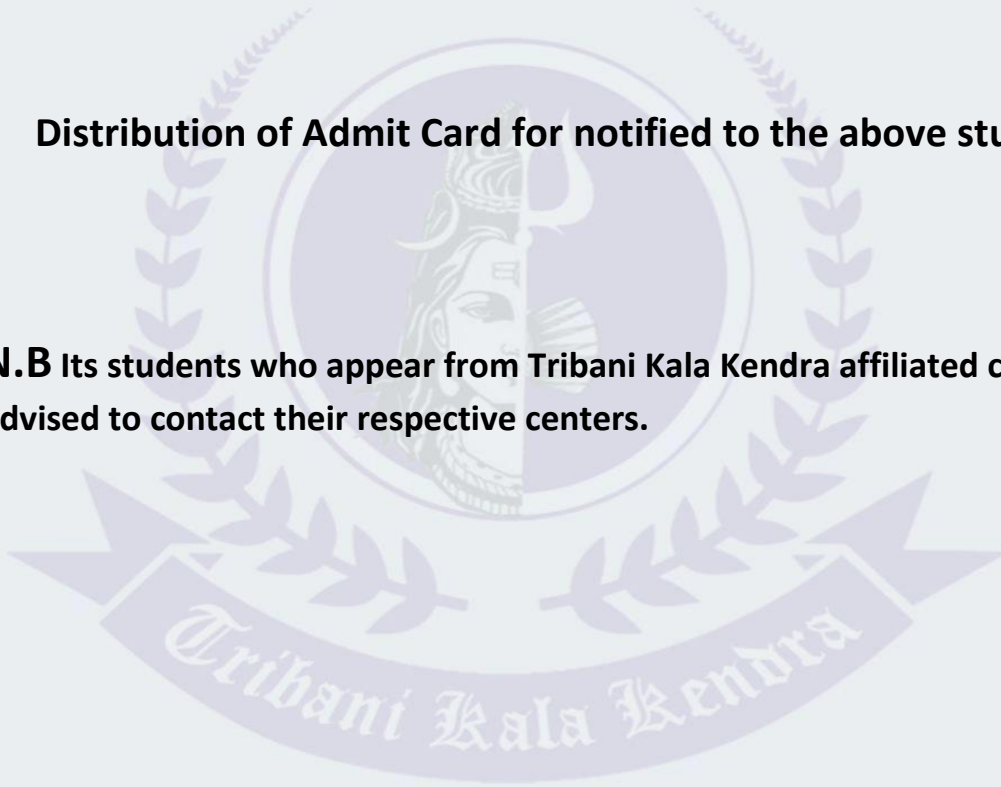 Distribution of Admit Card for notified to the above stu
N.B Its students who appear from Tribani Kala Kendra affiliated c
dvised to contact their respective centers.
Tribani Kala Kendra